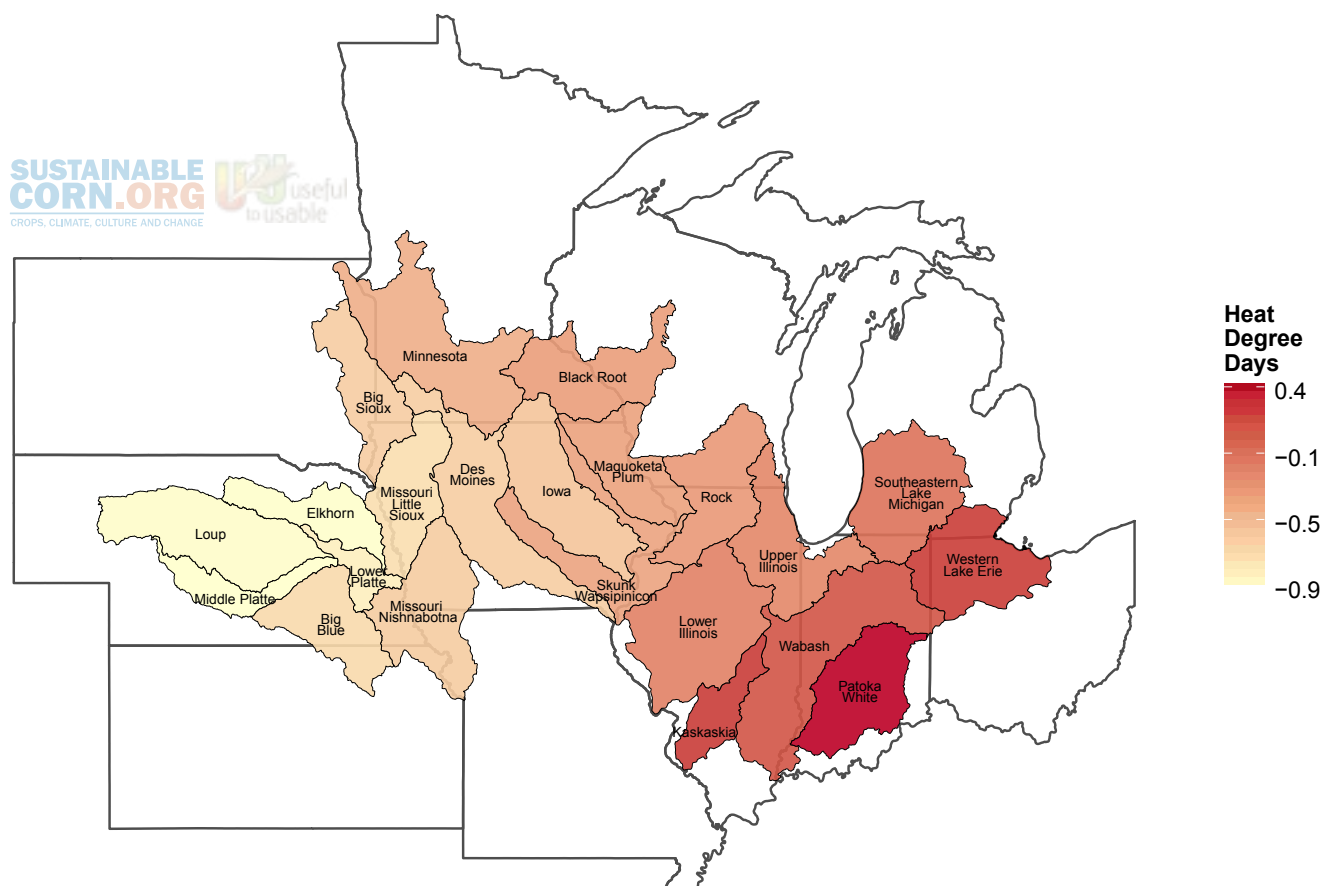 SUSTAINABLE
CORN.ORG
CROPS, CLIMATE, CULTURE AND CHANGE
U2U useful
to usable
Minnesota
Black Root
Big
Sioux
Maguoketa
Plum
Des
Moines
Iowa
Missouri
Little
Sioux
Rock
Southeastern
Lake
Michigan
Elkhorn
Loup
Upper
Illinois
Western
Lake Erie
Lower
Platte
Middle Platte
Skunk
Wapsipinicon
Missouri
Nishnabotna
Big
Blue
Lower
Illinois
Wabash
Patoka
White
Kaskaskia
Heat
Degree
Days
0.4
−0.1
−0.5
−0.9